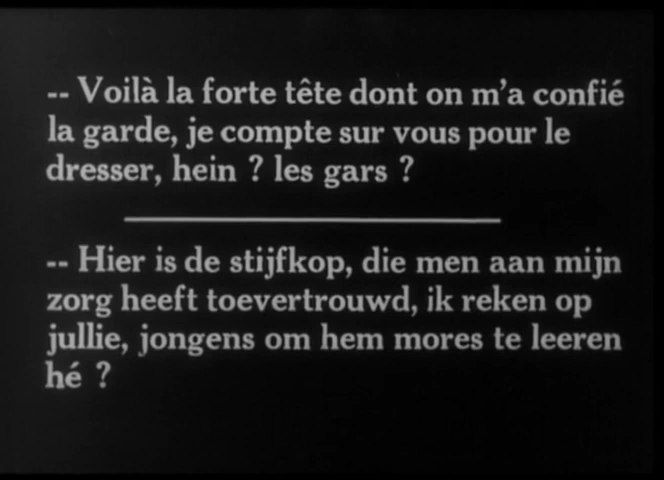 -- Voilà la forte tête dont on m'a confié
la garde, je compte sur vous pour le
dresser, hein ? les gars ?
-- Hier is de stijfkop, die men aan mijn
zorg heeft toevertrouwd, ik reken op
jullie, jongens om hem mores te leeren
hé ?